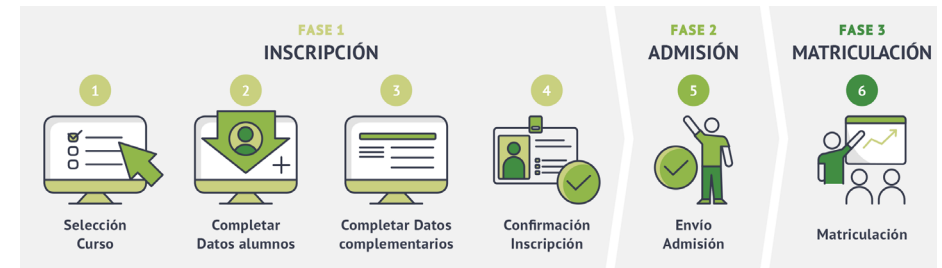 FASE 1
INSCRIPCIÓN
1
2
3
4
Selección
Curso
Completar
Datos alumnos
Completar Datos
complementarios
Confirmación
Inscripción
FASE 2
ADMISIÓN
5
Envío
Admisión
FASE 3
MATRICULACIÓN
6
Matriculación